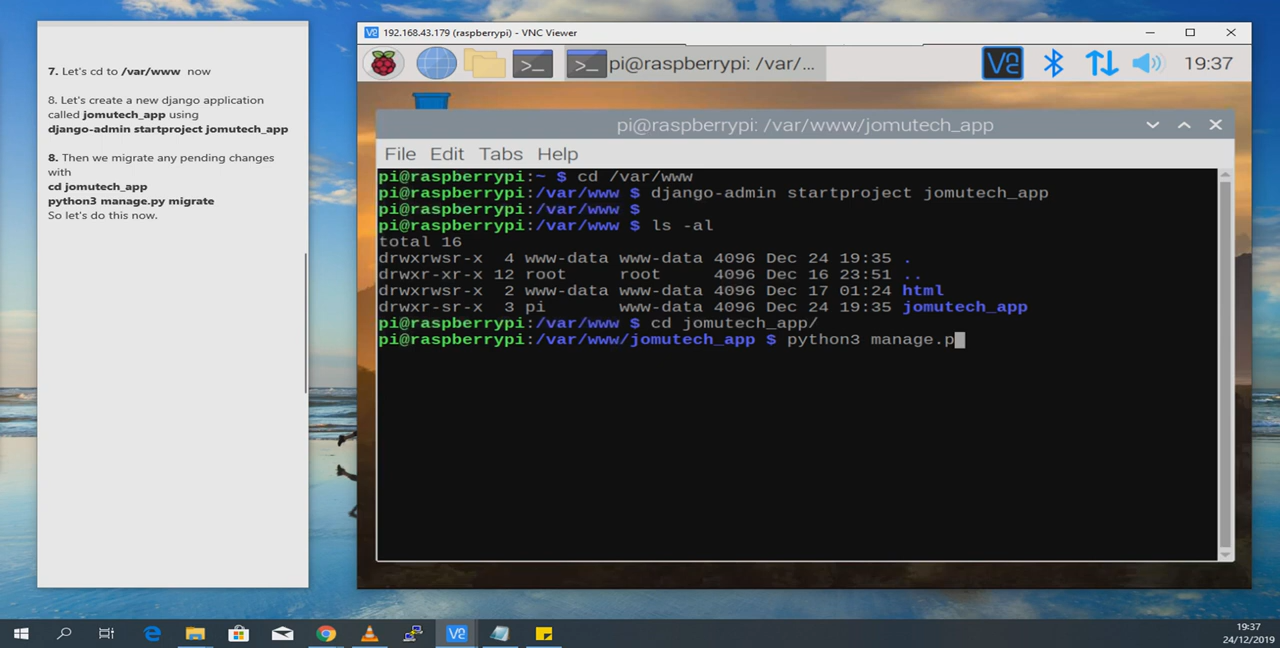 7. Let's cd to /var/www now
8. Let's create a new django application
called jomutech_app using
django-admin startproject jomutech_app
8. Then we migrate any pending changes
with
cd jomutech_app
python3 manage.py migrate
So let's do this now.
VS 192.168.43.179 (raspberrypi) - VNC Viewer
>_ >_ pi@raspberrypi: /var/... 19:37
pi@raspberrypi: /var/www/jomutech_app
File Edit Tabs Help
pi@raspberrypi:~ $ cd /var/www
pi@raspberrypi:/var/www $ django-admin startproject jomutech_app
pi@raspberrypi:/var/www $
pi@raspberrypi:/var/www $ ls -al
total 16
drwxrwsr-x  4 www-data www-data 4096 Dec 24 19:35 .
drwxr-xr-x 12 root     root     4096 Dec 16 23:51 ..
drwxrwsr-x  2 www-data www-data 4096 Dec 17 01:24 html
drwxr-sr-x  3 pi       www-data 4096 Dec 24 19:35 jomutech_app
pi@raspberrypi:/var/www $ cd jomutech_app/
pi@raspberrypi:/var/www/jomutech_app $ python3 manage.p
19:37
24/12/2019